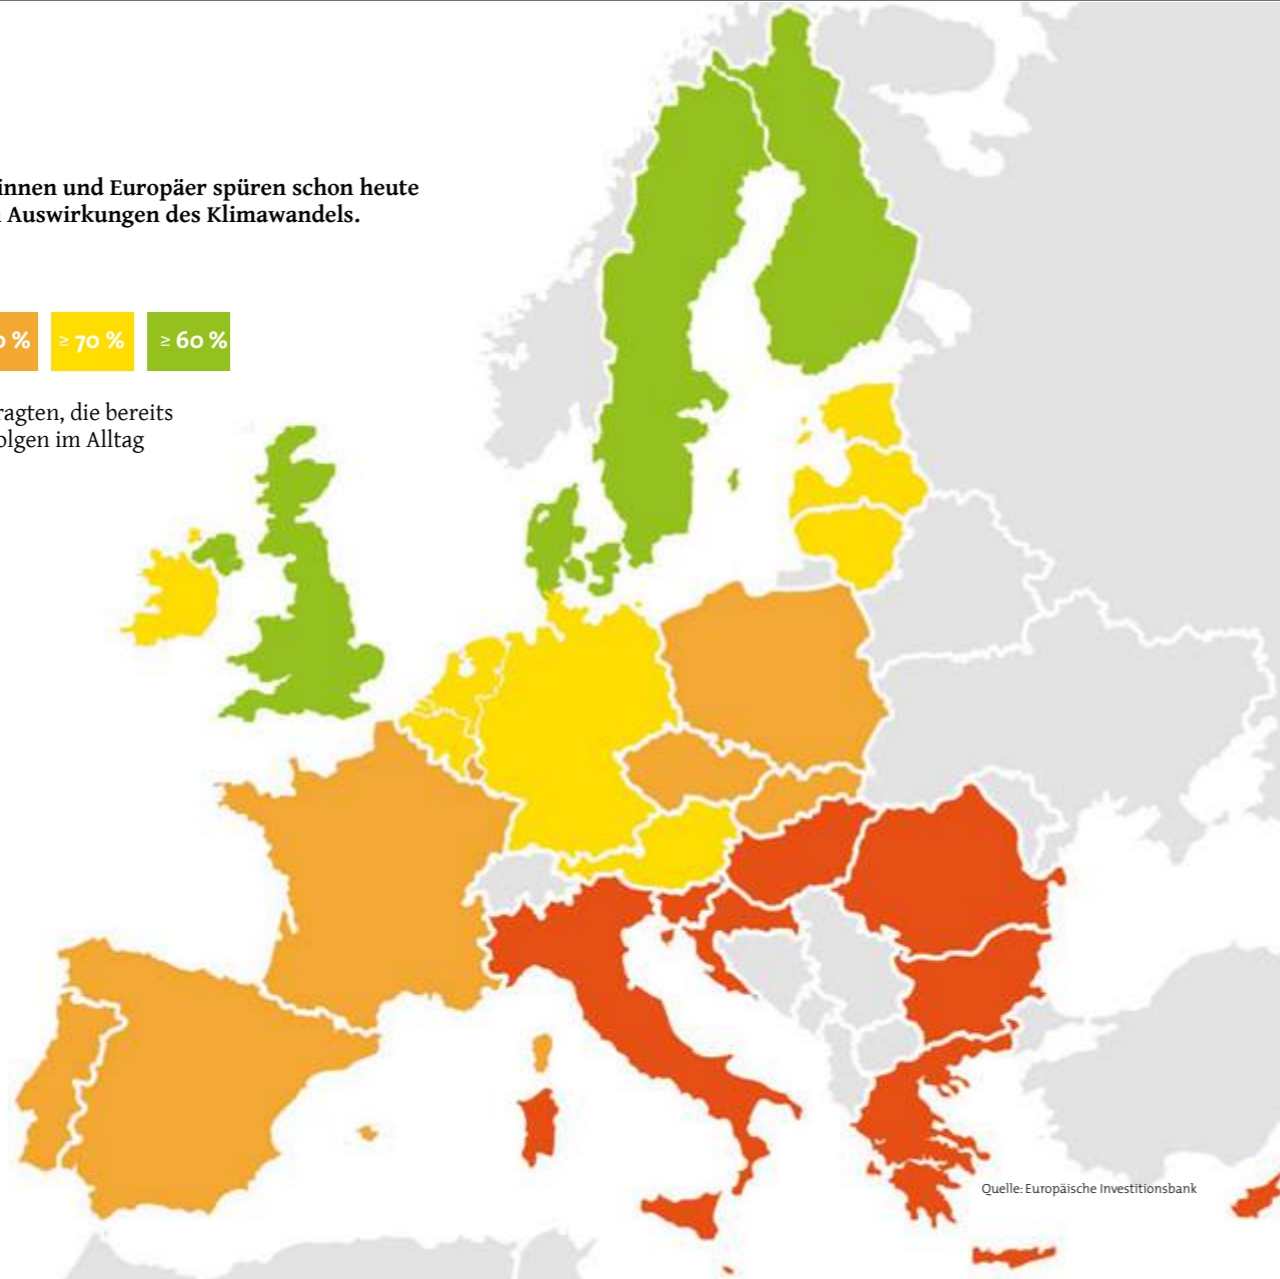 innen und Europäer spüren schon heute
Auswirkungen des Klimawandels.
%
≥ 70 %
≥ 60 %
ragten, die bereits
olgen im Alltag
Quelle: Europäische Investitionsbank